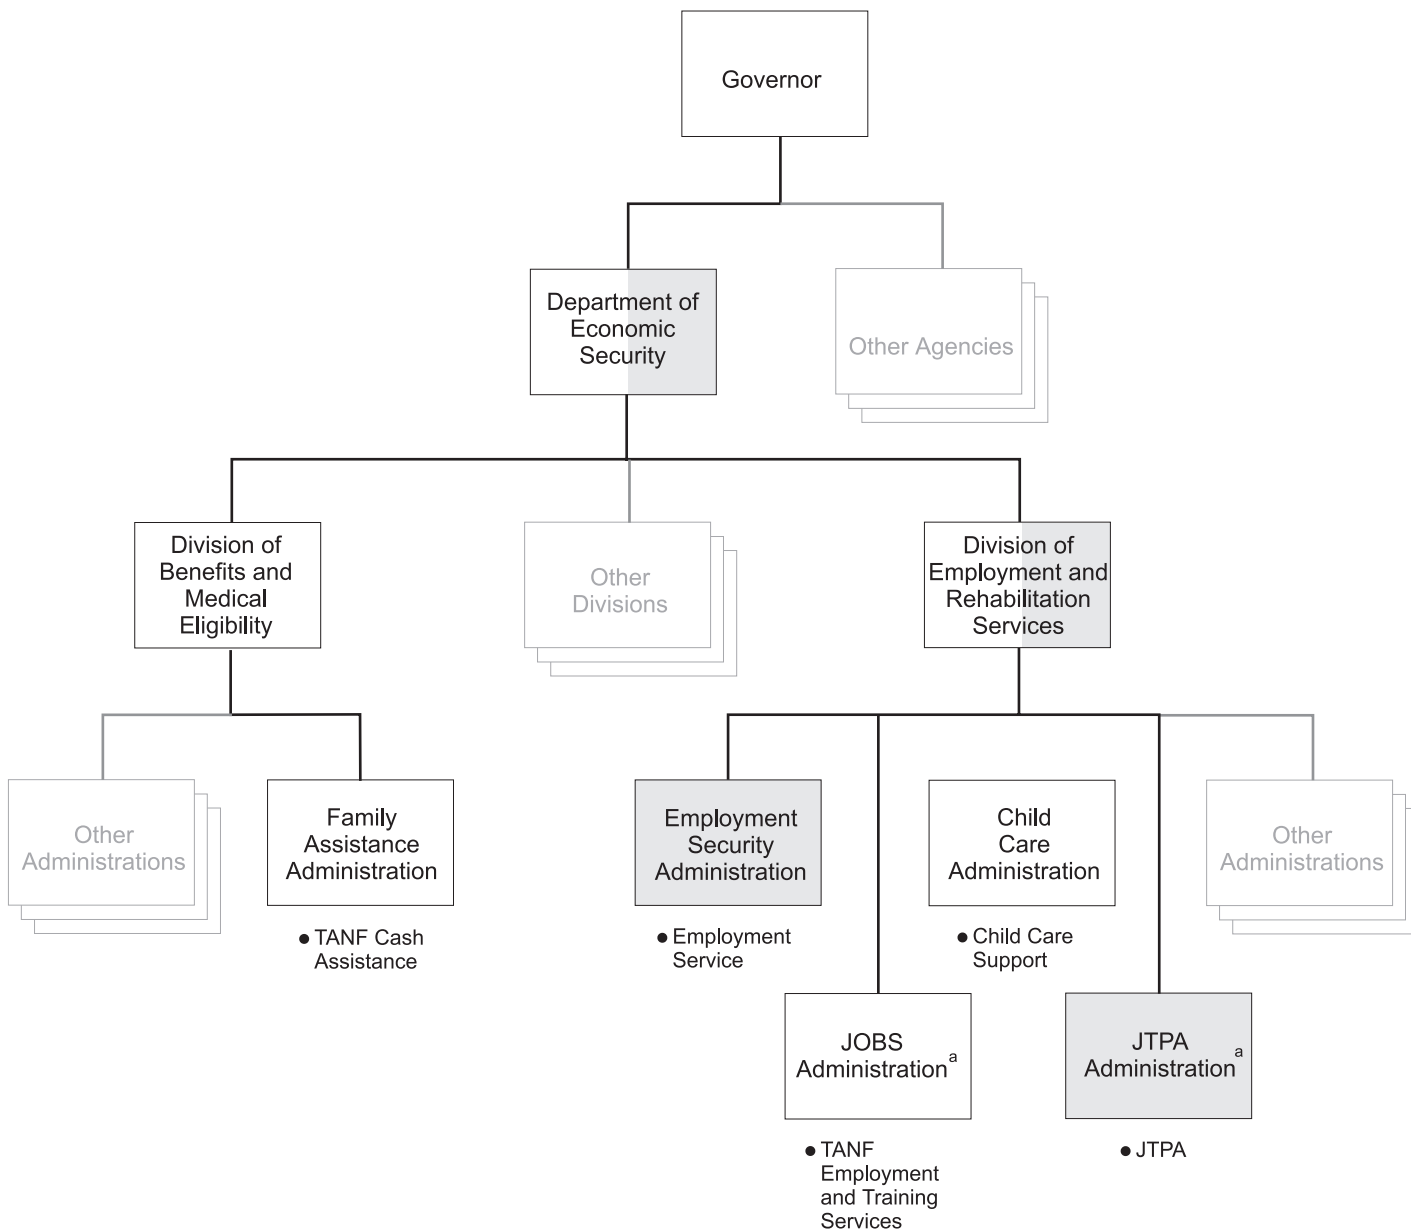 Governor
Department of
Economic
Security
Other Agencies
Division of
Benefits and
Medical
Eligibility
Other
Divisions
Division of
Employment and
Rehabilitation
Services
Other
Administrations
Family
Assistance
Administration
Employment
Security
Administration
Child
Care
Administration
Other
Administrations
● TANF Cash
Assistance
● Employment
Service
● Child Care
Support
JOBS
Administration a
JTPA
Administration a
● TANF
Employment
and Training
Services
● JTPA